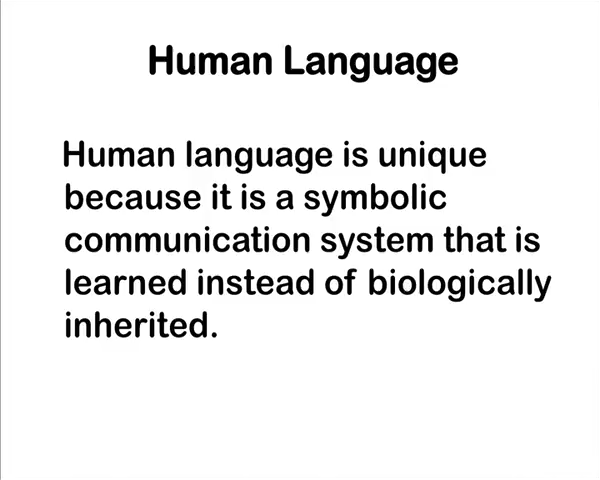 Human Language
Human language is unique
because it is a symbolic
communication system that is
learned instead of biologically
inherited.